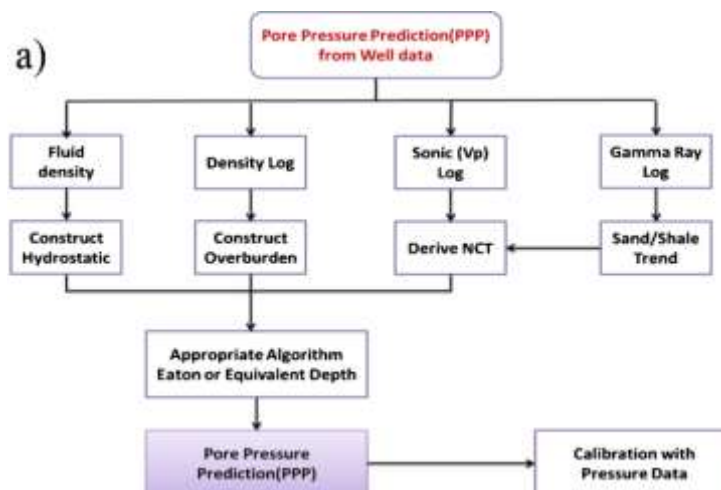 a)
Pore Pressure Prediction(PPP)
from Well data
Fluid
density
Density Log
Sonic (Vp)
Log
Gamma Ray
Log
Construct
Hydrostatic
Construct
Overburden
Derive NCT
Sand/Shale
Trend
Appropriate Algorithm
Eaton or Equivalent Depth
Pore Pressure
Prediction(PPP)
Calibration with
Pressure Data